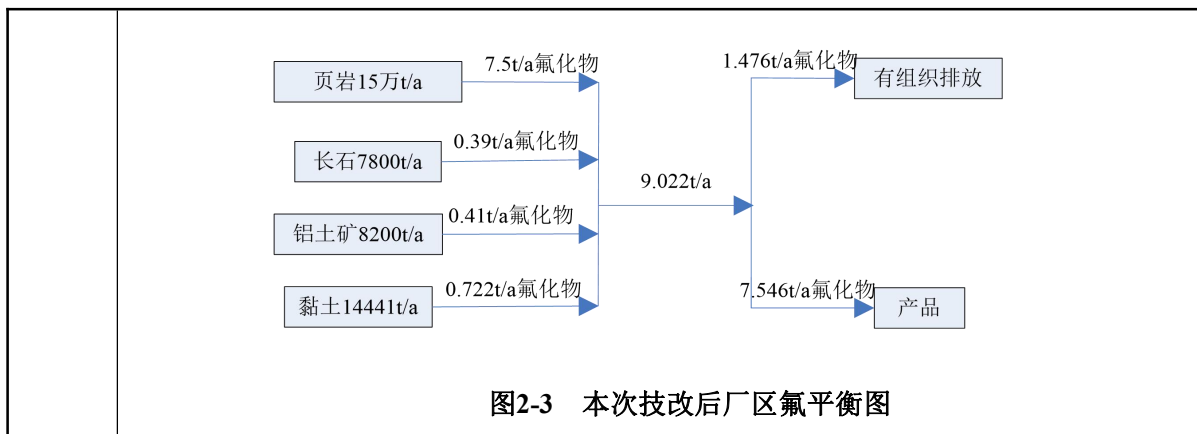 7.5t/a氟化物
页岩15万t/a
0.39t/a氟化物
长石7800t/a
0.41t/a氟化物
铝土矿8200t/a
0.722t/a氟化物
黏土14441t/a
9.022t/a
1.476t/a氟化物
有组织排放
7.546t/a氟化物
产品
图2-3 本次技改后厂区氟平衡图